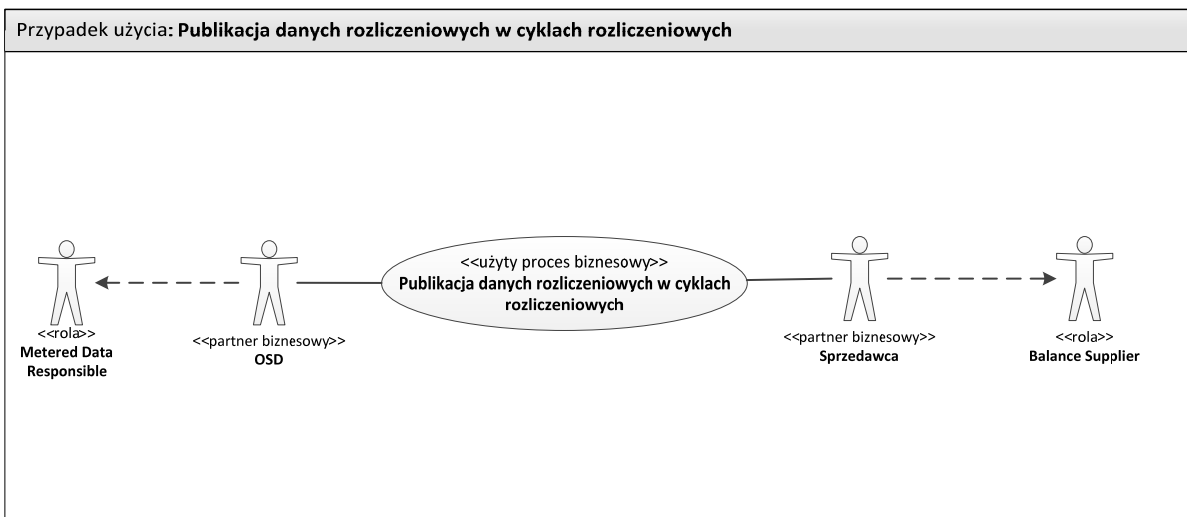 Przypadek użycia: Publikacja danych rozliczeniowych w cyklach rozliczeniowych
<<użyty proces biznesowy>>
Publikacja danych rozliczeniowych w cyklach
rozliczeniowych
<<rola>>
Metered Data
Responsible
<<partner biznesowy>>
OSD
<<partner biznesowy>>
Sprzedawca
<<rola>>
Balance Supplier